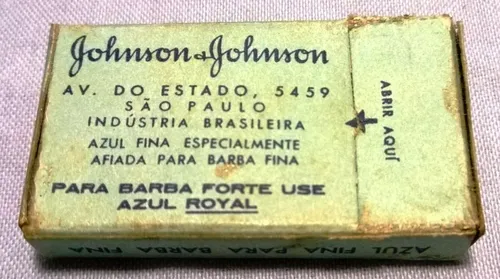 Johnson & Johnson
AV. DO ESTADO, 5459
SÃO PAULO
INDÚSTRIA BRASILEIRA
AZUL FINA ESPECIALMENTE
AFIADA PARA BARBA FINA
PARA BARBA FORTE USE
AZUL ROYAL
ABRIR AQUÍ
AZUL FINA PARA BARBA FINA